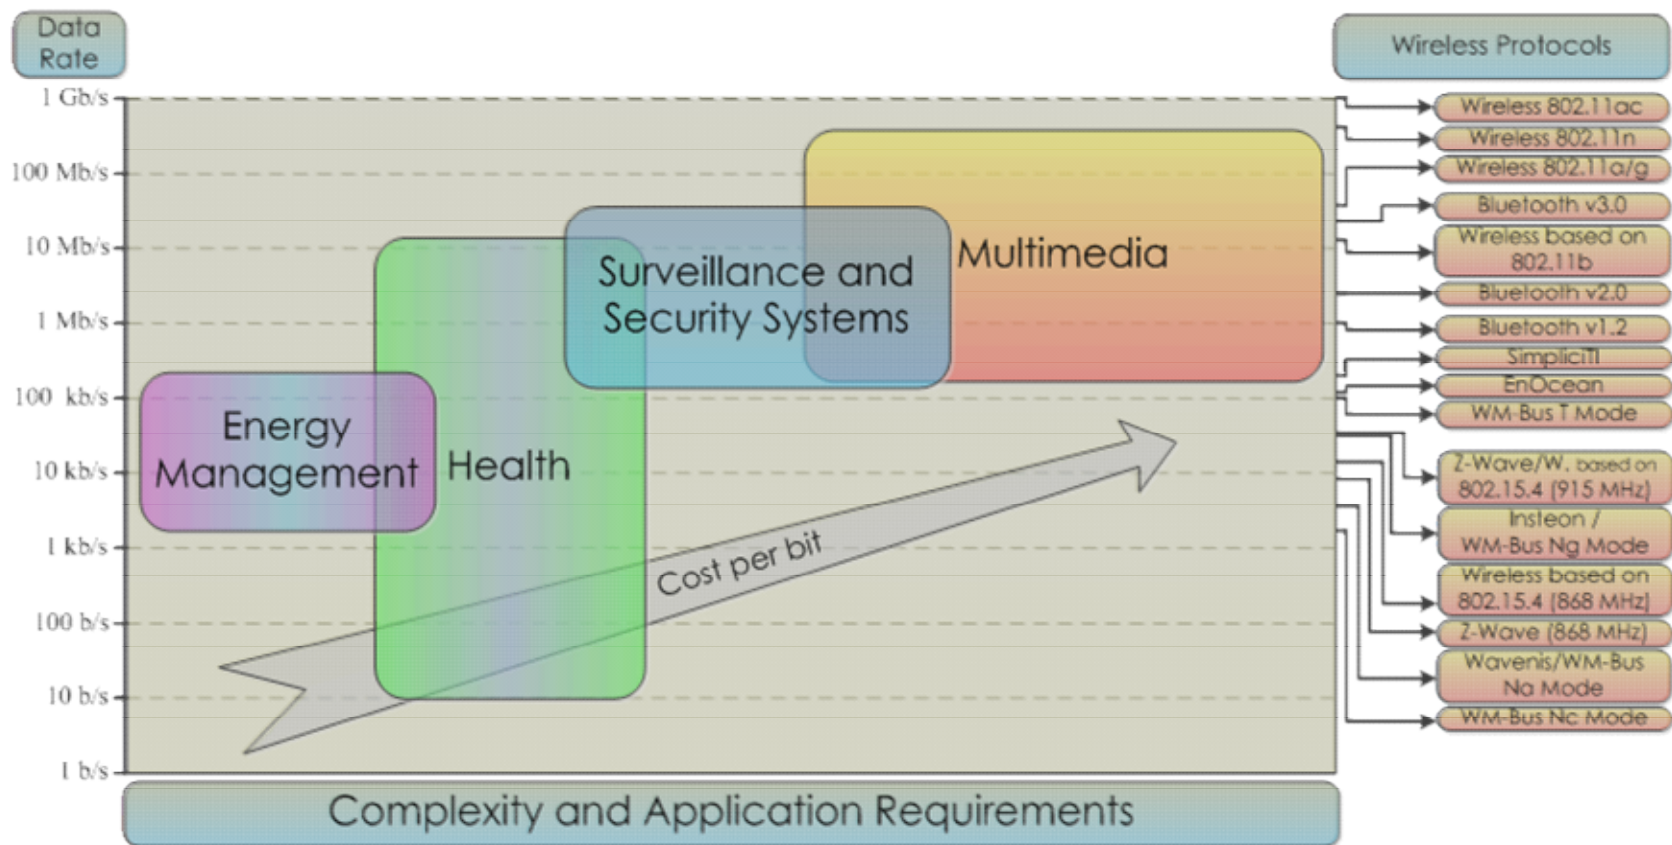 Data
Rate
Wireless Protocols
1 Gb/s
100 Mb/s
10 Mb/s
1 Mb/s
100 kb/s
10 kb/s
1 kb/s
100 b/s
10 b/s
1 b/s
Energy
Management
Health
Surveillance and
Security Systems
Multimedia
Cost per bit
Wireless 802.11ac
Wireless 802.11n
Wireless 802.11a/g
Bluetooth v3.0
Wireless based on
802.11b
Bluetooth v2.0
Bluetooth v1.2
SimpliciTI
EnOcean
WM-Bus T Mode
Z-Wave/W. based on
802.15.4 (915 MHz)
Insteon /
WM-Bus Ng Mode
Wireless based on
802.15.4 (868 MHz)
Z-Wave (868 MHz)
Wavenis/WM-Bus
Na Mode
WM-Bus Nc Mode
Complexity and Application Requirements